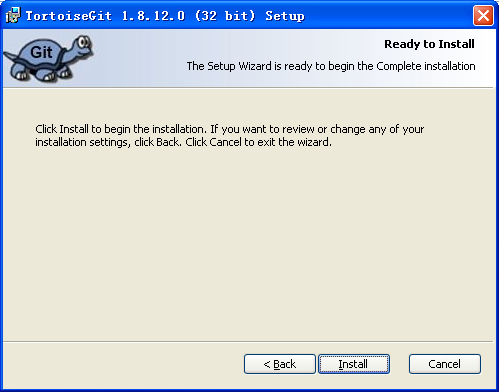 TortoiseGit 1.8.12.0 (32 bit) Setup
Git
Ready to Install
The Setup Wizard is ready to begin the Complete installation
Click Install to begin the installation. If you want to review or change any of your
installation settings, click Back. Click Cancel to exit the wizard.
< Back Install Cancel